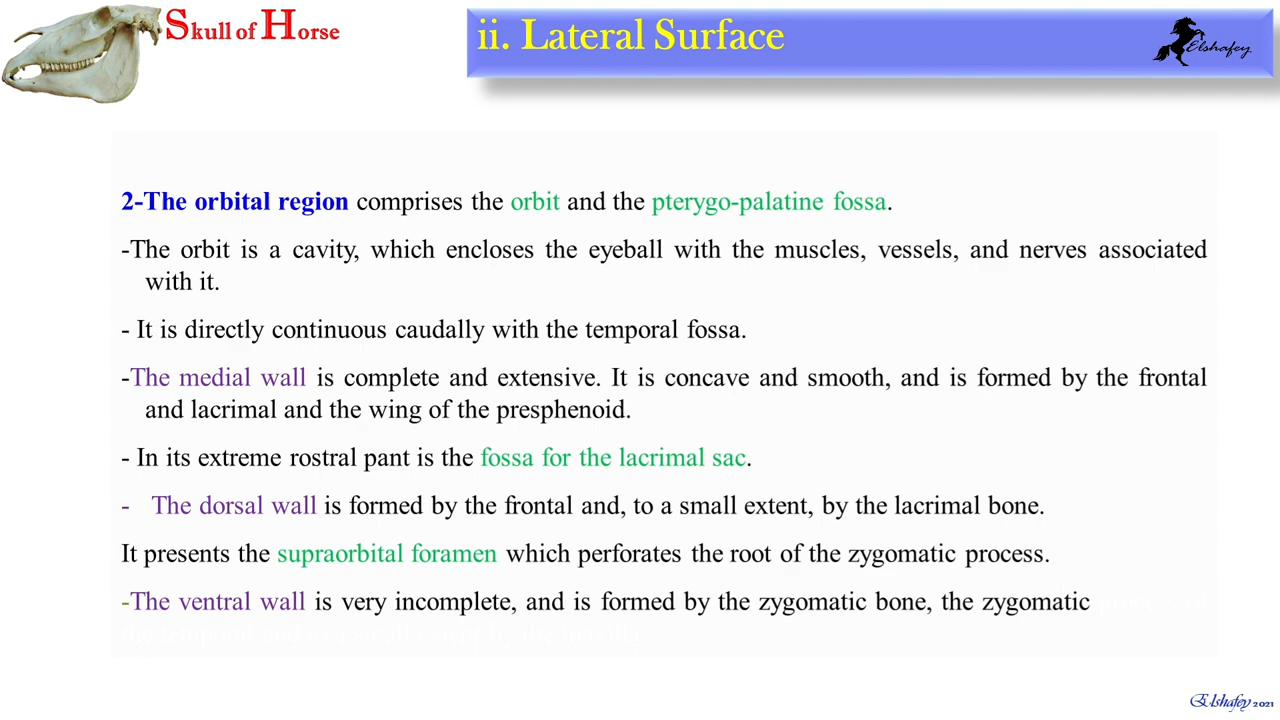 Skull of Horse
ii. Lateral Surface
Elshafey
2-The orbital region comprises the orbit and the pterygo-palatine fossa.
-The orbit is a cavity, which encloses the eyeball with the muscles, vessels, and nerves associated
with it.
- It is directly continuous caudally with the temporal fossa.
-The medial wall is complete and extensive. It is concave and smooth, and is formed by the frontal
and lacrimal and the wing of the presphenoid.
- In its extreme rostral pant is the fossa for the lacrimal sac.
- The dorsal wall is formed by the frontal and, to a small extent, by the lacrimal bone.
It presents the supraorbital foramen which perforates the root of the zygomatic process.
-The ventral wall is very incomplete, and is formed by the zygomatic bone, the zygomatic
Elshafey 2021